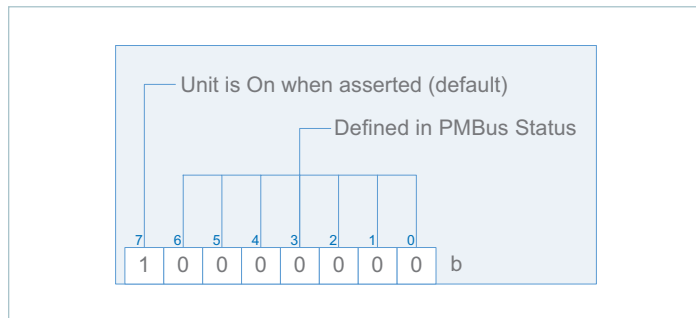 Unit is On when asserted (default)
Defined in PMBus Status
7 6 5 4 3 2 1 0
1 0 0 0 0 0 0 0 b